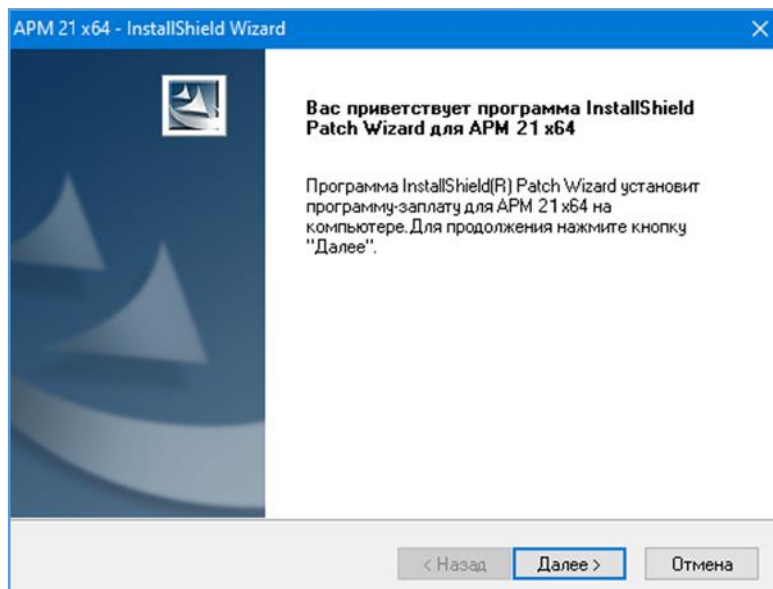 APM 21 x64 - InstallShield Wizard
Вас приветствует программа InstallShield
Patch Wizard для APM 21 x64
Программа InstallShield(R) Patch Wizard установит
программу-заплату для APM 21 x64 на
компьютере.Для продолжения нажмите кнопку
"Далее".
< Назад
Далее >
Отмена